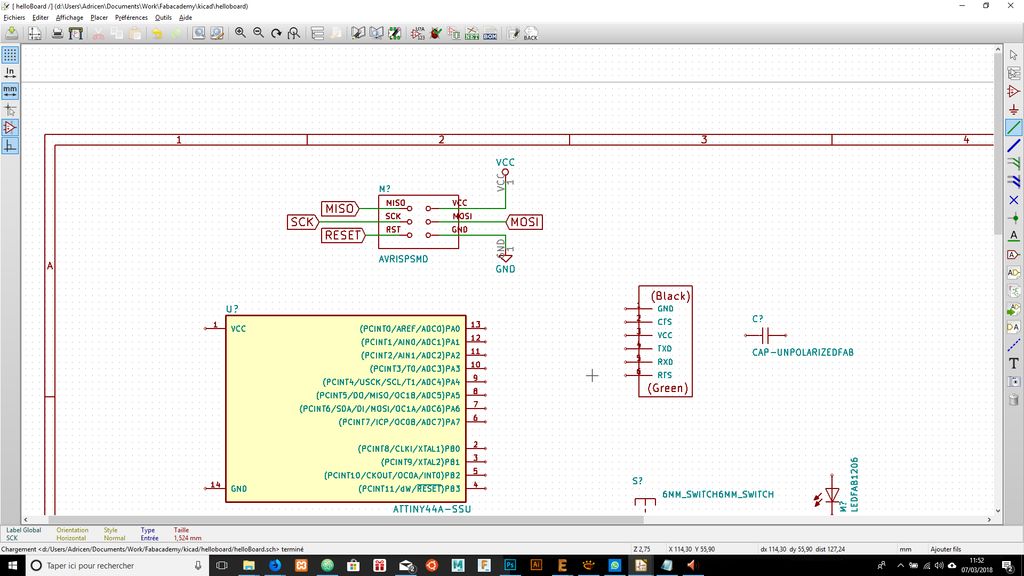 [ helloBoard /] (d:\Users\Adricen\Documents\Work\Fabacademy\kicad\helloboard)
Fichiers Editer Affichage Placer Préférences Outils Aide
In
mm
1 2 3 4
A
VCC
VCC
1
M?
MISO MISO VCC
SCK SCK MOSI MOSI
RESET RST GND
GND
1
AVRISPSMD
GND
U?
1 VCC
(PCINT0/AREF/ADC0)PA0 13
(PCINT1/AIN0/ADC1)PA1 12
(PCINT2/AIN1/ADC2)PA2 11
(PCINT3/T0/ADC3)PA3 10
(PCINT4/USCK/SCL/T1/ADC4)PA4 9
(PCINT5/DO/MISO/OC1B/ADC5)PA5 8
(PCINT6/SDA/DI/MOSI/OC1A/ADC6)PA6 7
(PCINT7/ICP/OC0B/ADC7)PA7 6
(PCINT8/CLKI/XTAL1)PB0 2
(PCINT9/XTAL2)PB1 3
(PCINT10/CKOUT/OC0A/INT0)PB2 5
14 GND
(PCINT11/dW/RESET)PB3 4
ATTINY44A-SSU
(Black)
1 GND
2 CTS
3 VCC
4 TXD
5 RXD
6 RTS
(Green)
C?
CAP-UNPOLARIZEDFAB
S?
6MM_SWITCH6MM_SWITCH
M?
LEDFAB1206
Label Global Orientation Style Type Taille
SCK Horizontal Normal Entrée 1,524 mm
Chargement <d:/Users/Adricen/Documents/Work/Fabacademy/kicad/helloboard/helloBoard.sch> terminé
Z 2,75 X 114,30 Y 55,90 dx 114,30 dy 55,90 dist 127,24 mm Ajouter fils
Taper ici pour rechercher
11:52
07/03/2018